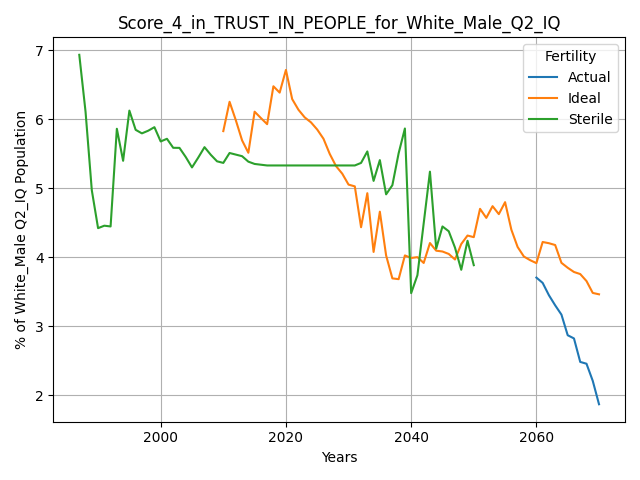 Score_4_in_TRUST_IN_PEOPLE_for_White_Male_Q2_IQ
Fertility
Actual
Ideal
Sterile
% of White_Male Q2_IQ Population
7
6
5
4
3
2
2000
2020
2040
2060
Years